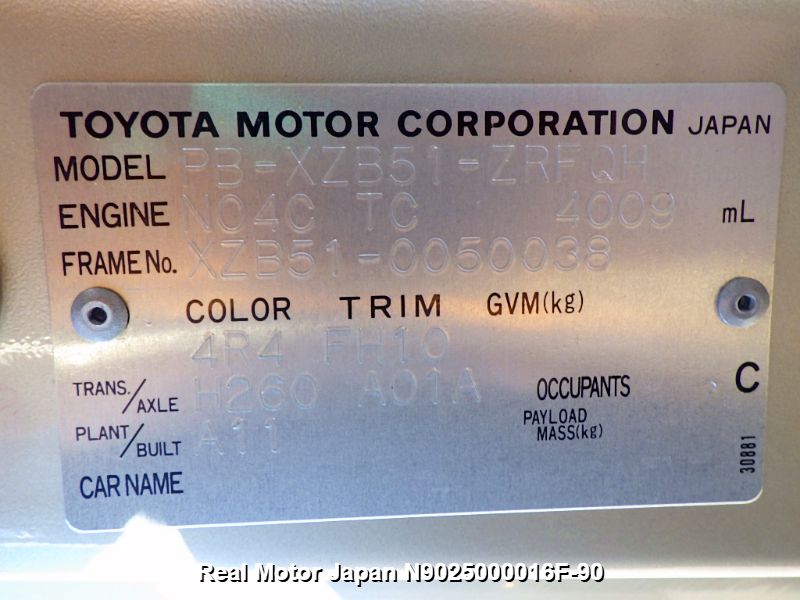 TOYOTA MOTOR CORPORATION JAPAN
MODEL PB-XZB51-ZRFQH
ENGINE N04C TC 4009 mL
FRAME No. XZB51-0050038
COLOR TRIM GVM(kg)
4R4 FH10
TRANS./AXLE H260 A01A OCCUPANTS C
PAYLOAD MASS(kg)
PLANT/BUILT A11
30881
CAR NAME
Real Motor Japan N9025000016F-90